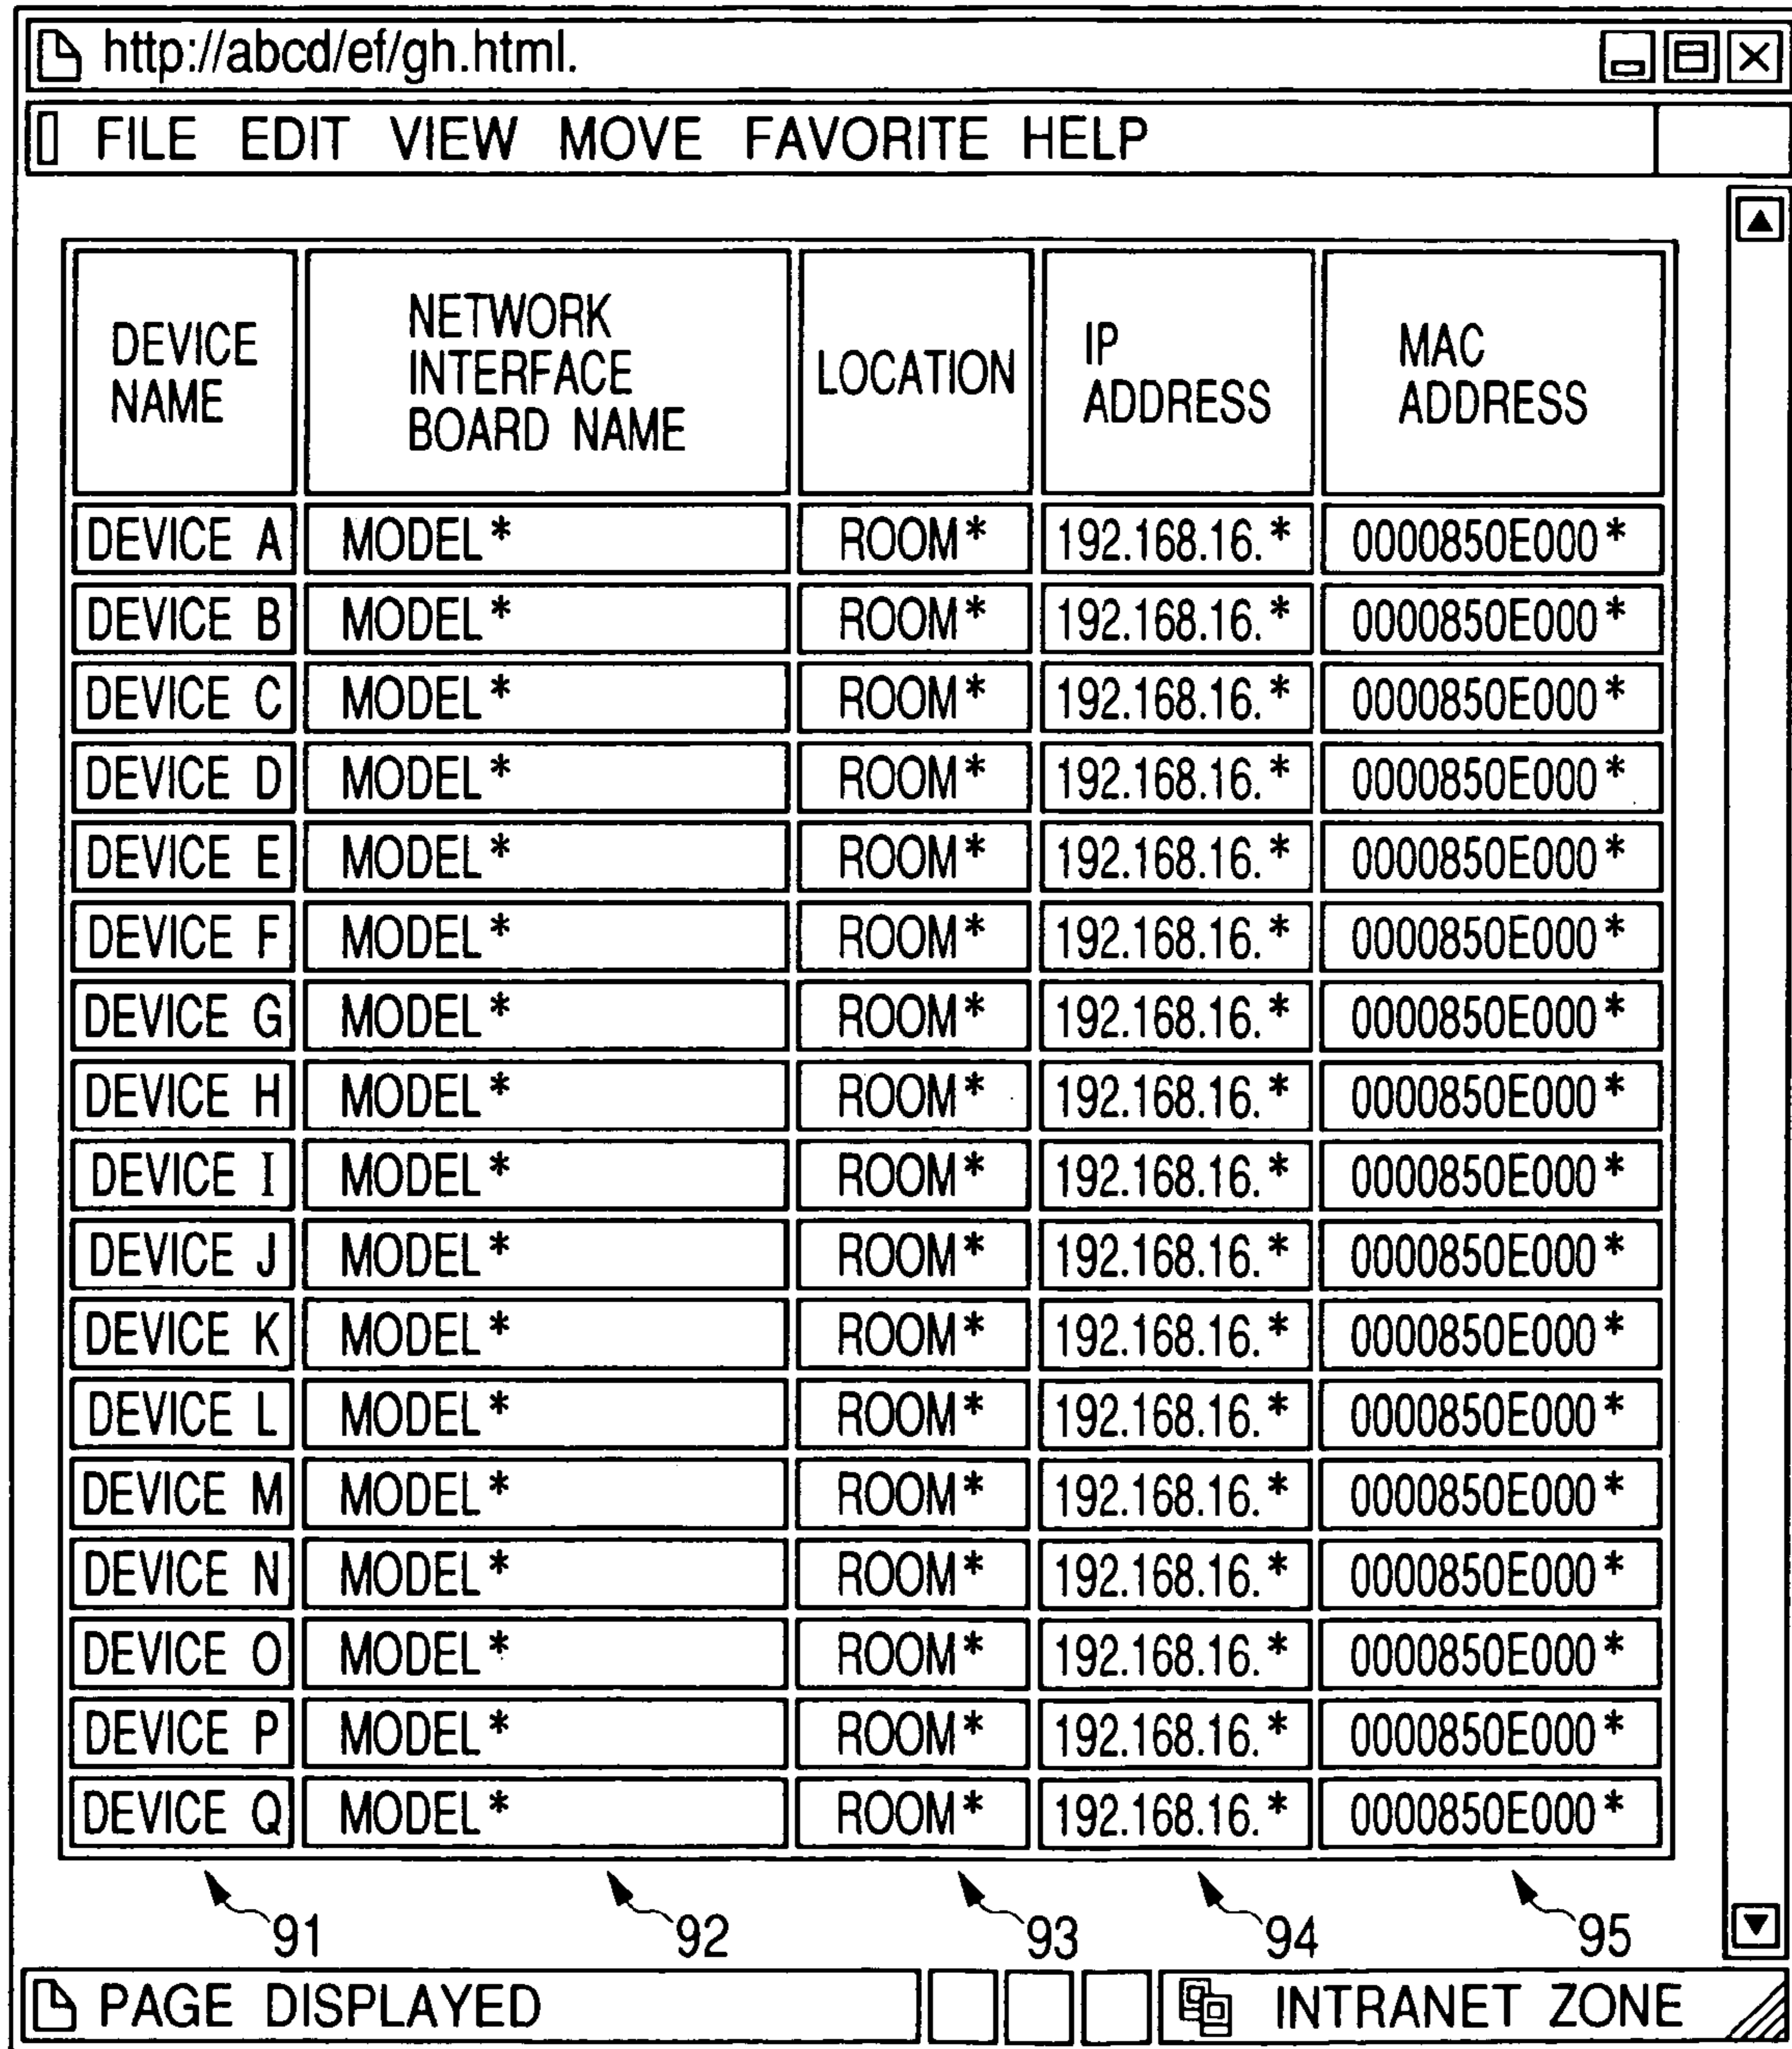 http://abcd/ef/gh.html.
FILE EDIT VIEW MOVE FAVORITE HELP
DEVICE NAME
NETWORK INTERFACE BOARD NAME
LOCATION
IP ADDRESS
MAC ADDRESS
DEVICE A MODEL* ROOM* 192.168.16.* 0000850E000*
DEVICE B MODEL* ROOM* 192.168.16.* 0000850E000*
DEVICE C MODEL* ROOM* 192.168.16.* 0000850E000*
DEVICE D MODEL* ROOM* 192.168.16.* 0000850E000*
DEVICE E MODEL* ROOM* 192.168.16.* 0000850E000*
DEVICE F MODEL* ROOM* 192.168.16.* 0000850E000*
DEVICE G MODEL* ROOM* 192.168.16.* 0000850E000*
DEVICE H MODEL* ROOM* 192.168.16.* 0000850E000*
DEVICE I MODEL* ROOM* 192.168.16.* 0000850E000*
DEVICE J MODEL* ROOM* 192.168.16.* 0000850E000*
DEVICE K MODEL* ROOM* 192.168.16.* 0000850E000*
DEVICE L MODEL* ROOM* 192.168.16.* 0000850E000*
DEVICE M MODEL* ROOM* 192.168.16.* 0000850E000*
DEVICE N MODEL* ROOM* 192.168.16.* 0000850E000*
DEVICE O MODEL* ROOM* 192.168.16.* 0000850E000*
DEVICE P MODEL* ROOM* 192.168.16.* 0000850E000*
DEVICE Q MODEL* ROOM* 192.168.16.* 0000850E000*
91 92 93 94 95
PAGE DISPLAYED INTRANET ZONE